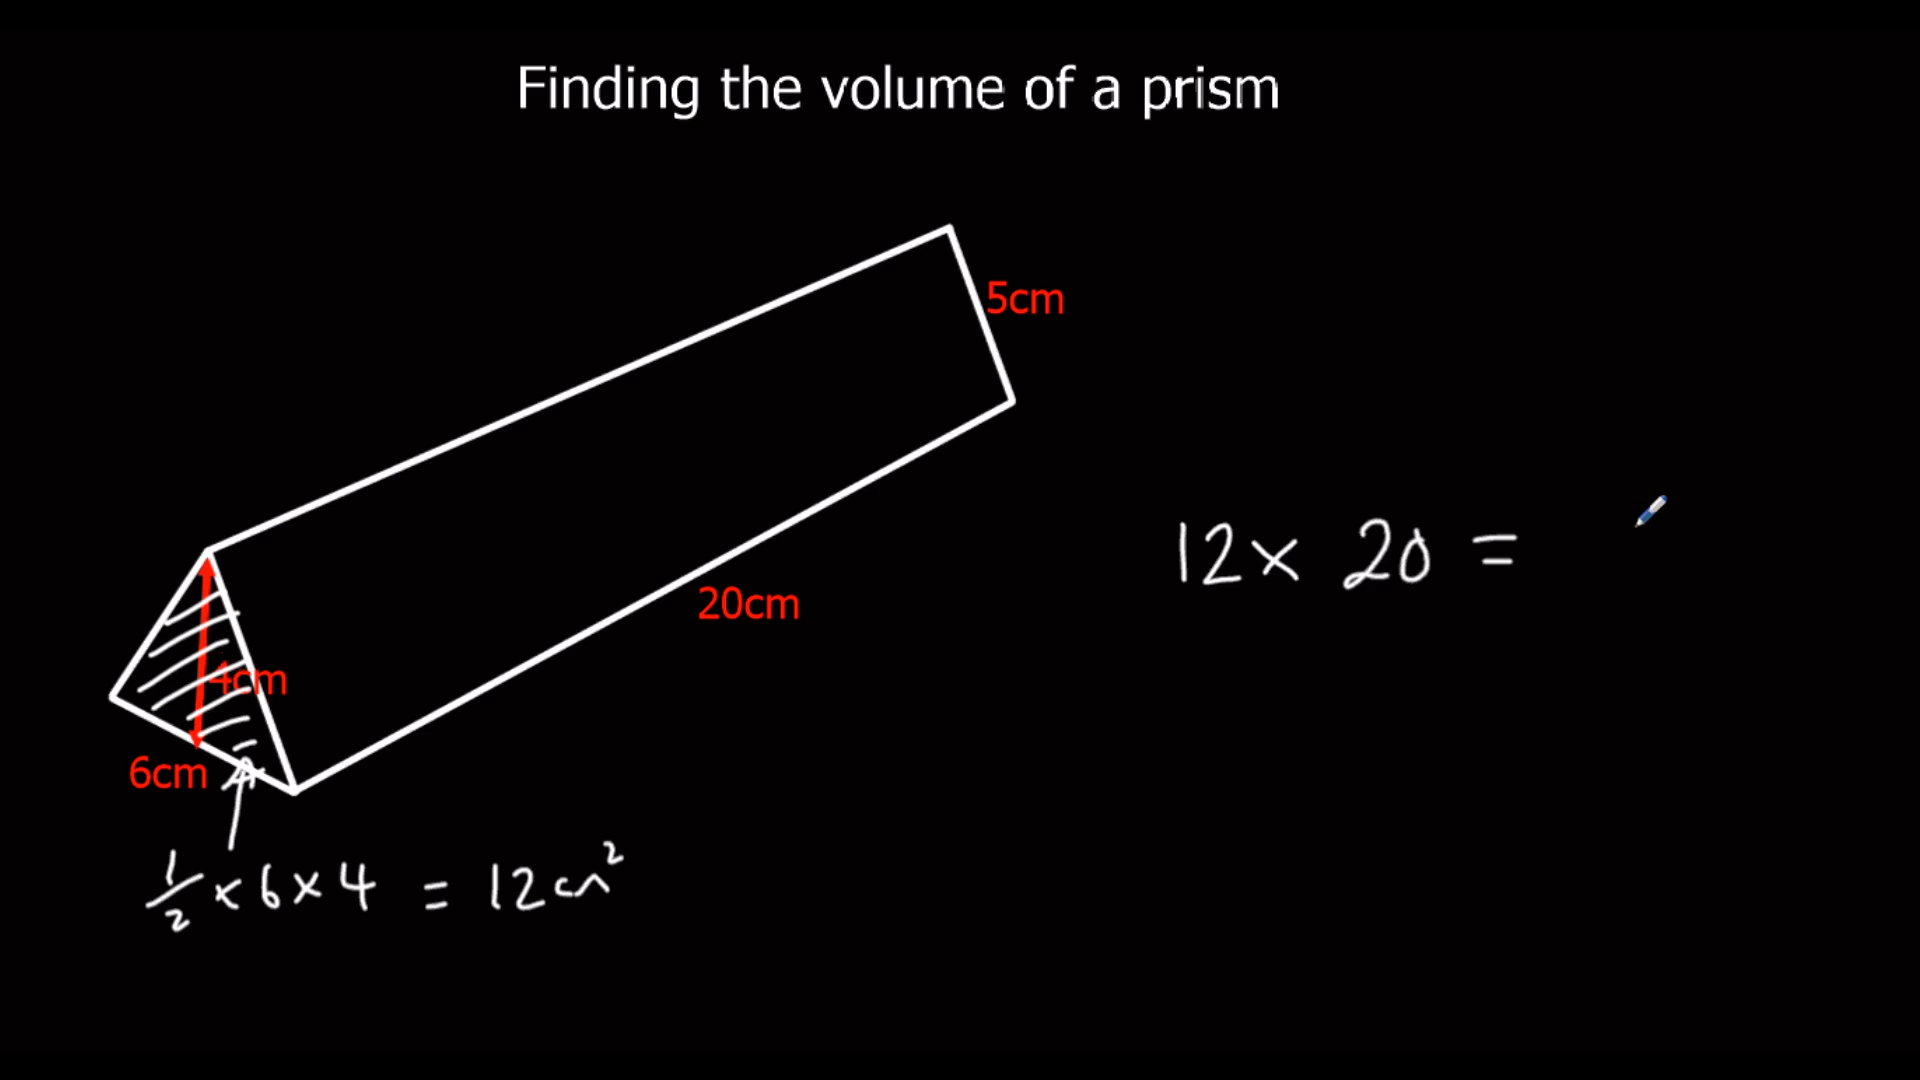 Finding the volume of a prism
5cm
12 x 20 =
20cm
4cm
6cm
½ x 6 x 4 = 12cm²